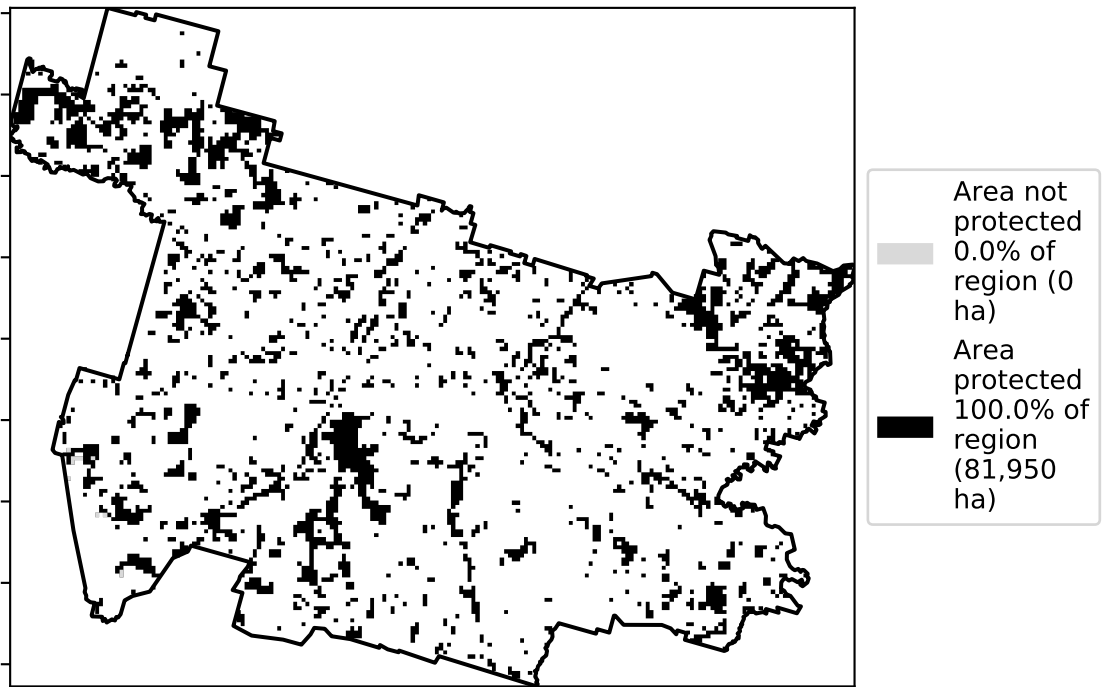 Area not
protected
0.0% of
region (0
ha)
Area
protected
100.0% of
region
(81,950
ha)